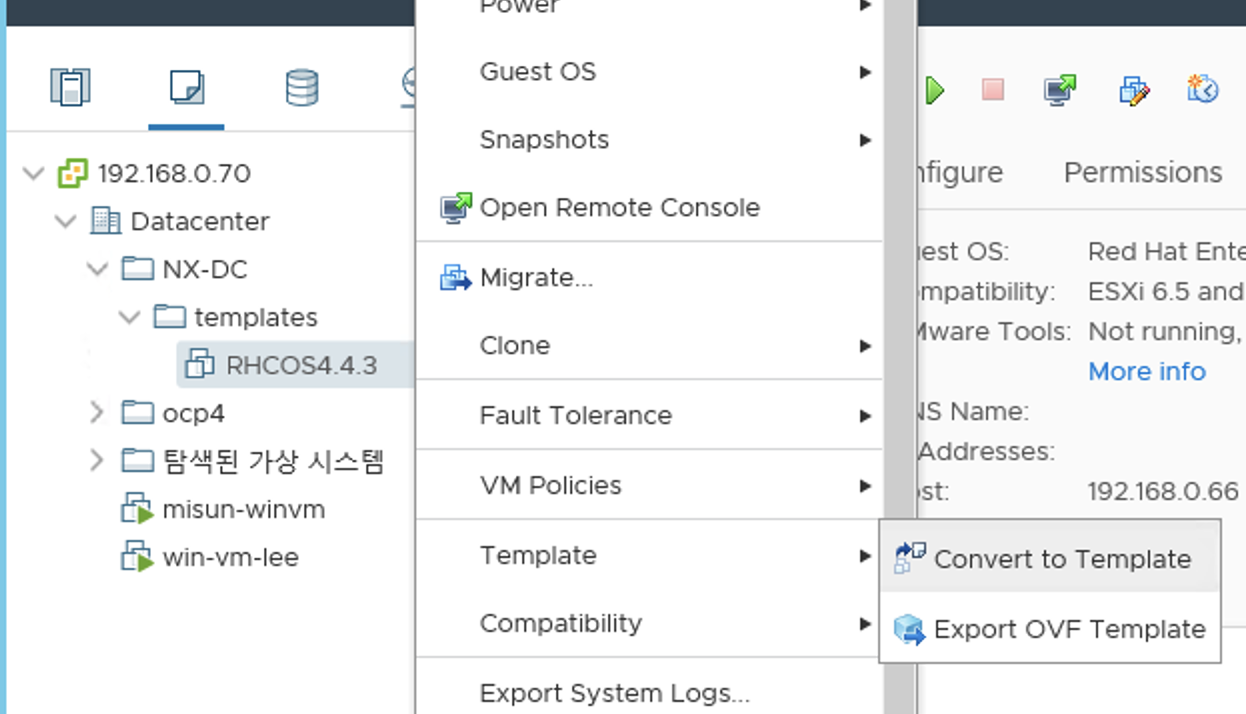 192.168.0.70
Datacenter
NX-DC
templates
RHCOS4.4.3
ocp4
탐색된 가상 시스템
misun-winvm
win-vm-lee
Power
Guest OS
Snapshots
Open Remote Console
Migrate...
Clone
Fault Tolerance
VM Policies
Template
Compatibility
Export System Logs...
Convert to Template
Export OVF Template
nfigure
Permissions
uest OS: Red Hat Ente
mpatibility: ESXi 6.5 and
Mware Tools: Not running,
More info
NS Name:
Addresses:
ost: 192.168.0.66